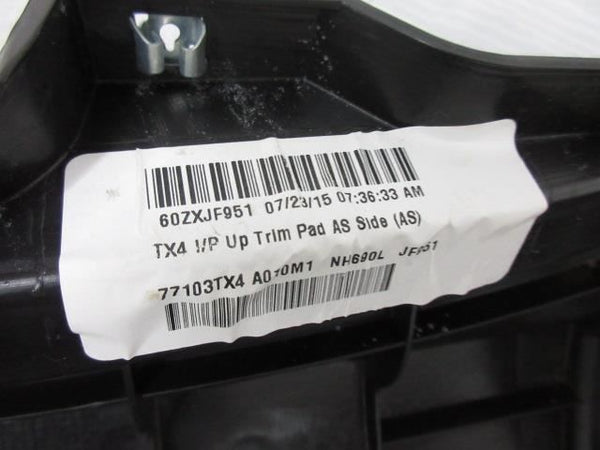 60ZXJF951 07/23/15 07:36:33 AM
TX4 I/P Up Trim Pad AS Side (AS)
77103TX4 A010M1 NH690L JF951